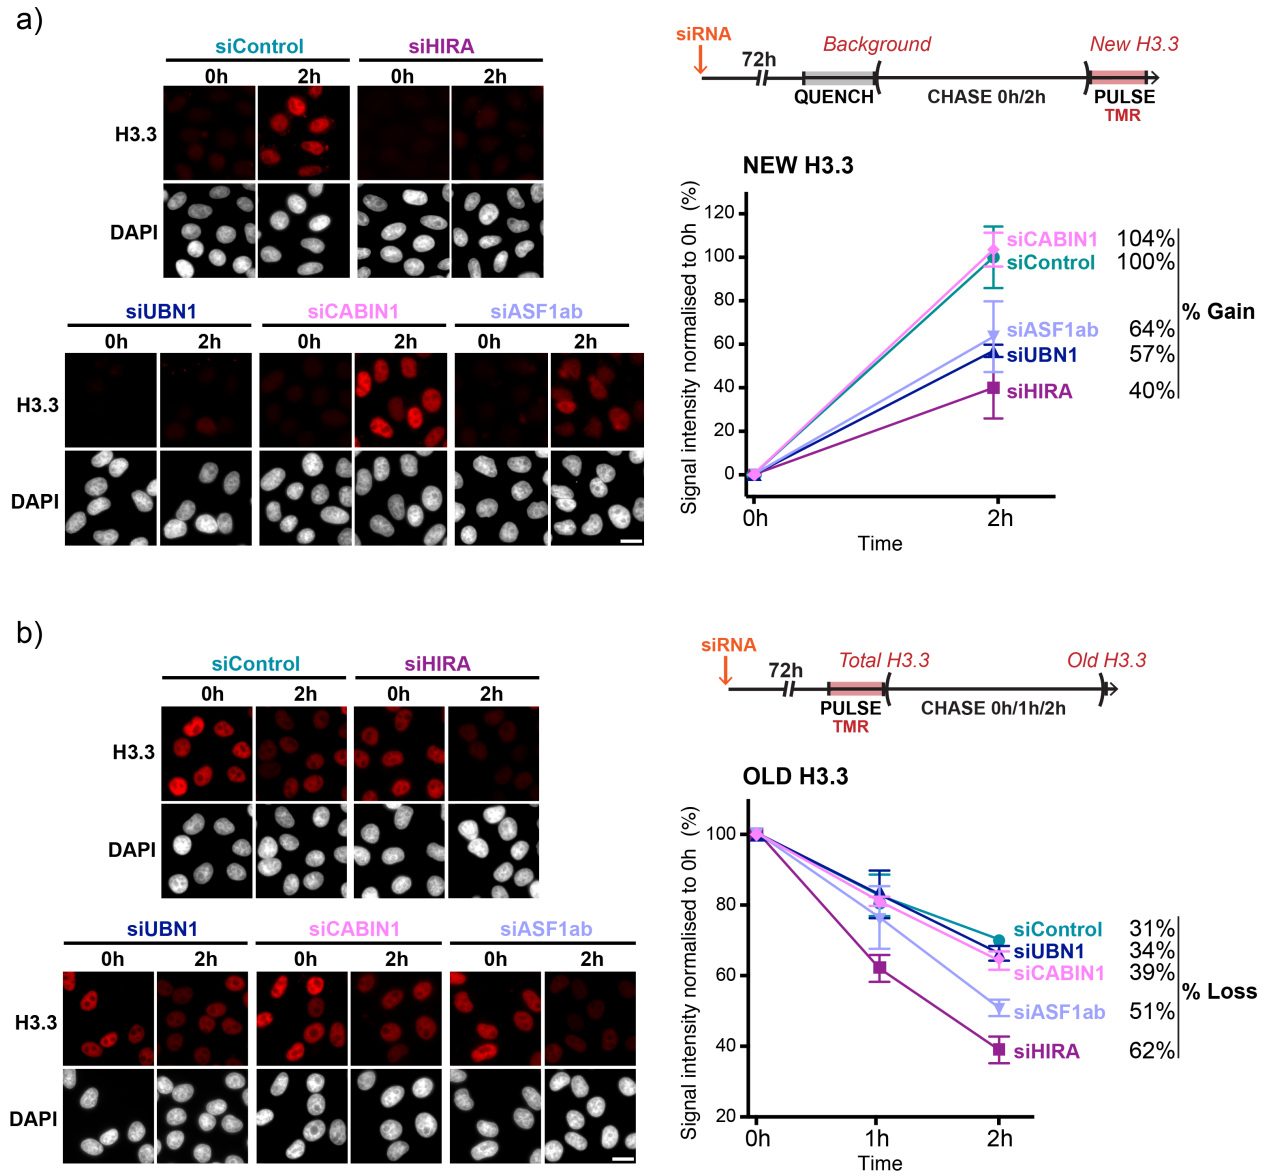 a)
siControl siHIRA
0h 2h 0h 2h
H3.3
DAPI
siUBN1 siCABIN1 siASF1ab
0h 2h 0h 2h 0h 2h
H3.3
DAPI
siRNA
72h
Background
New H3.3
QUENCH
CHASE 0h/2h
PULSE
TMR
NEW H3.3
Signal intensity normalised to 0h (%)
120
100
80
60
40
20
0
0h 2h
Time
siCABIN1 104%
siControl 100%
siASF1ab 64%
siUBN1 57%
siHIRA 40%
% Gain
b)
siControl siHIRA
0h 2h 0h 2h
H3.3
DAPI
siUBN1 siCABIN1 siASF1ab
0h 2h 0h 2h 0h 2h
H3.3
DAPI
siRNA
72h
Total H3.3
Old H3.3
PULSE
TMR
CHASE 0h/1h/2h
OLD H3.3
Signal intensity normalised to 0h (%)
100
80
60
40
20
0h 1h 2h
Time
siControl 31%
siUBN1 34%
siCABIN1 39%
siASF1ab 51%
siHIRA 62%
% Loss